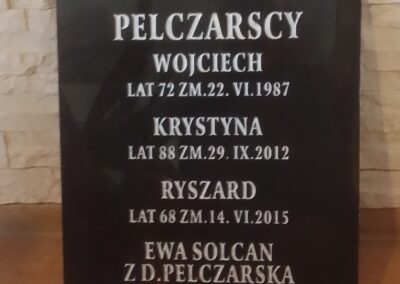 PELCZARSCY
WOJCIECH
LAT 72 ZM.22. VI.1987
KRYSTYNA
LAT 88 ZM.29. IX.2012
RYSZARD
LAT 68 ZM.14. VI.2015
EWA SOLCAN
Z D.PELCZARSKA